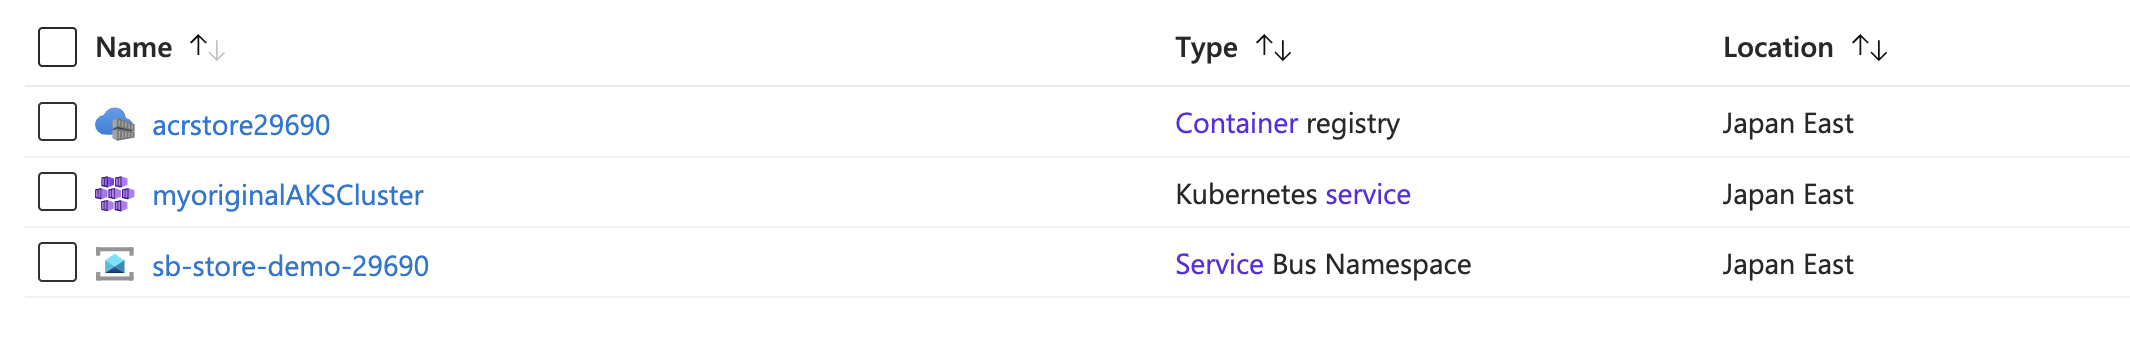 Name ↑↓ Type ↑↓ Location ↑↓
acrstore29690 Container registry Japan East
myoriginalAKSCluster Kubernetes service Japan East
sb-store-demo-29690 Service Bus Namespace Japan East